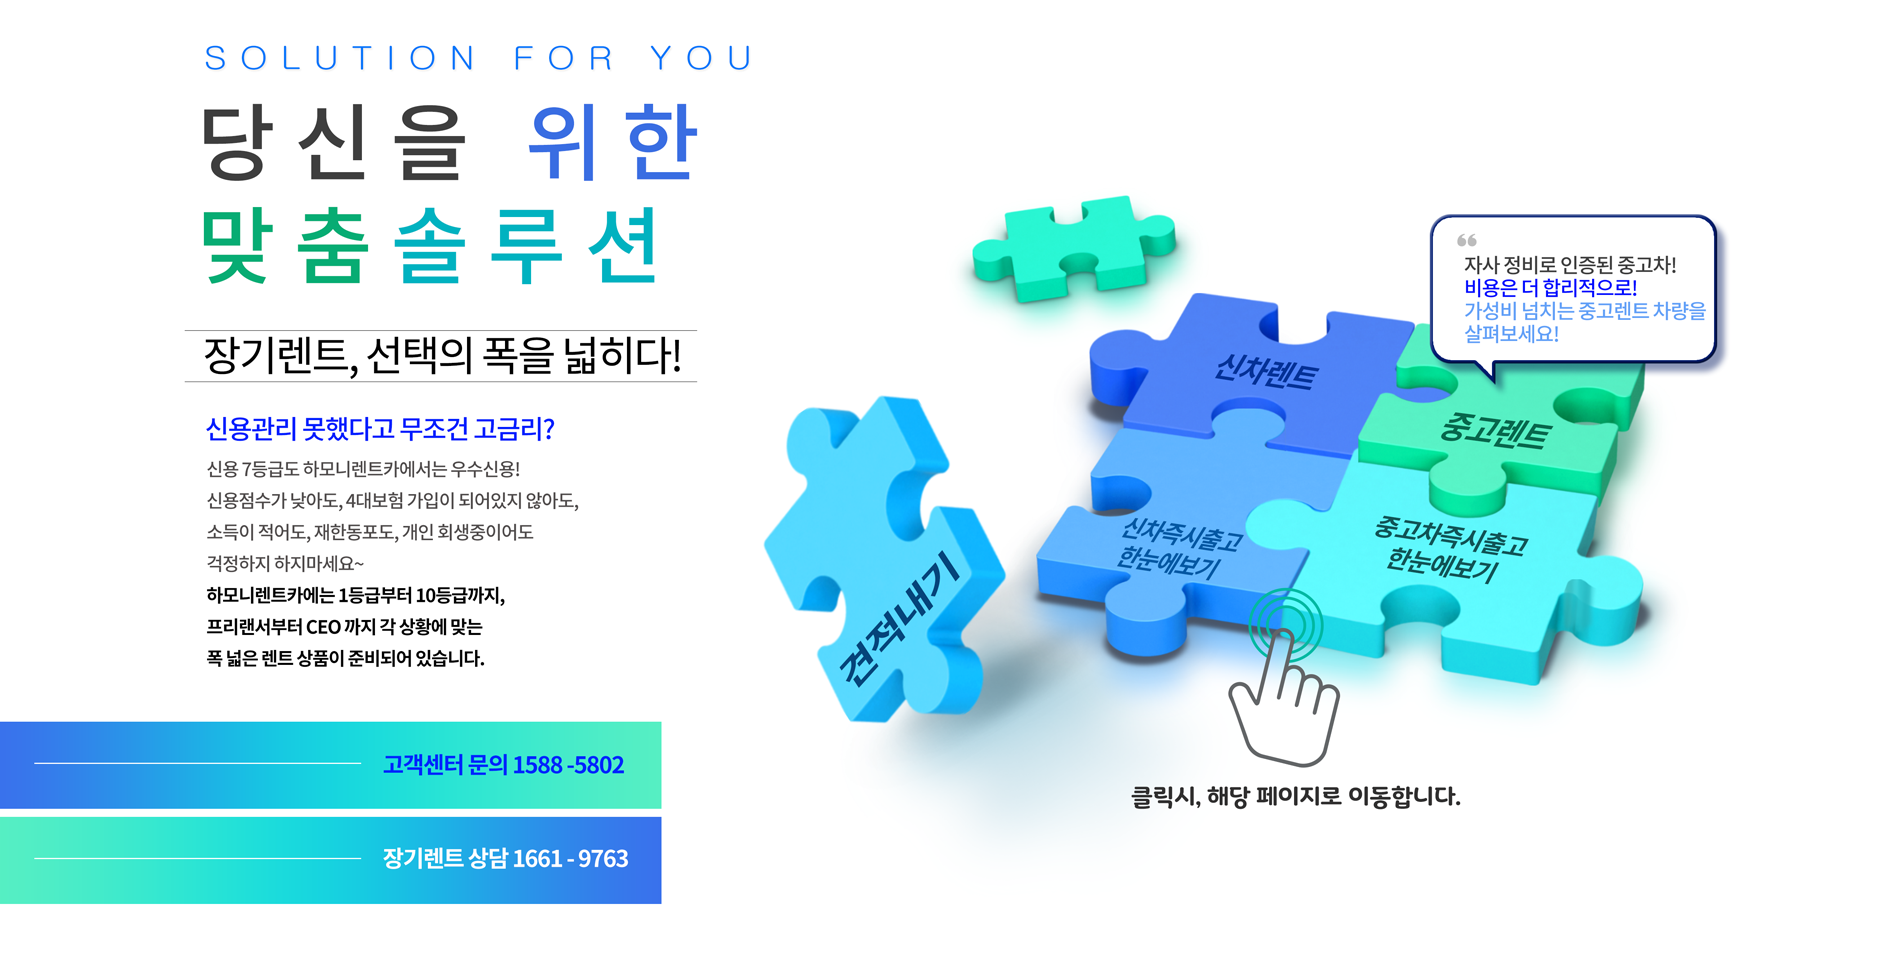 SOLUTION FOR YOU
당신을 위한
맞춤솔루션
장기렌트, 선택의 폭을 넓히다!
신용관리 못했다고 무조건 고금리?
신용 7등급도 하모니렌트카에서는 우수신용!
신용점수가 낮아도, 4대보험 가입이 되어있지 않아도,
소득이 적어도, 재한동포도, 개인 회생중이어도
걱정하지 하지마세요~
하모니렌트카에는 1등급부터 10등급까지,
프리랜서부터 CEO 까지 각 상황에 맞는
폭 넓은 렌트 상품이 준비되어 있습니다.
고객센터 문의 1588 -5802
장기렌트 상담 1661 - 9763
“
자사 정비로 인증된 중고차!
비용은 더 합리적으로!
가성비 넘치는 중고렌트 차량을
살펴보세요!
신차렌트
중고렌트
신차즉시출고
한눈에보기
중고차즉시출고
한눈에보기
견적내기
클릭시, 해당 페이지로 이동합니다.